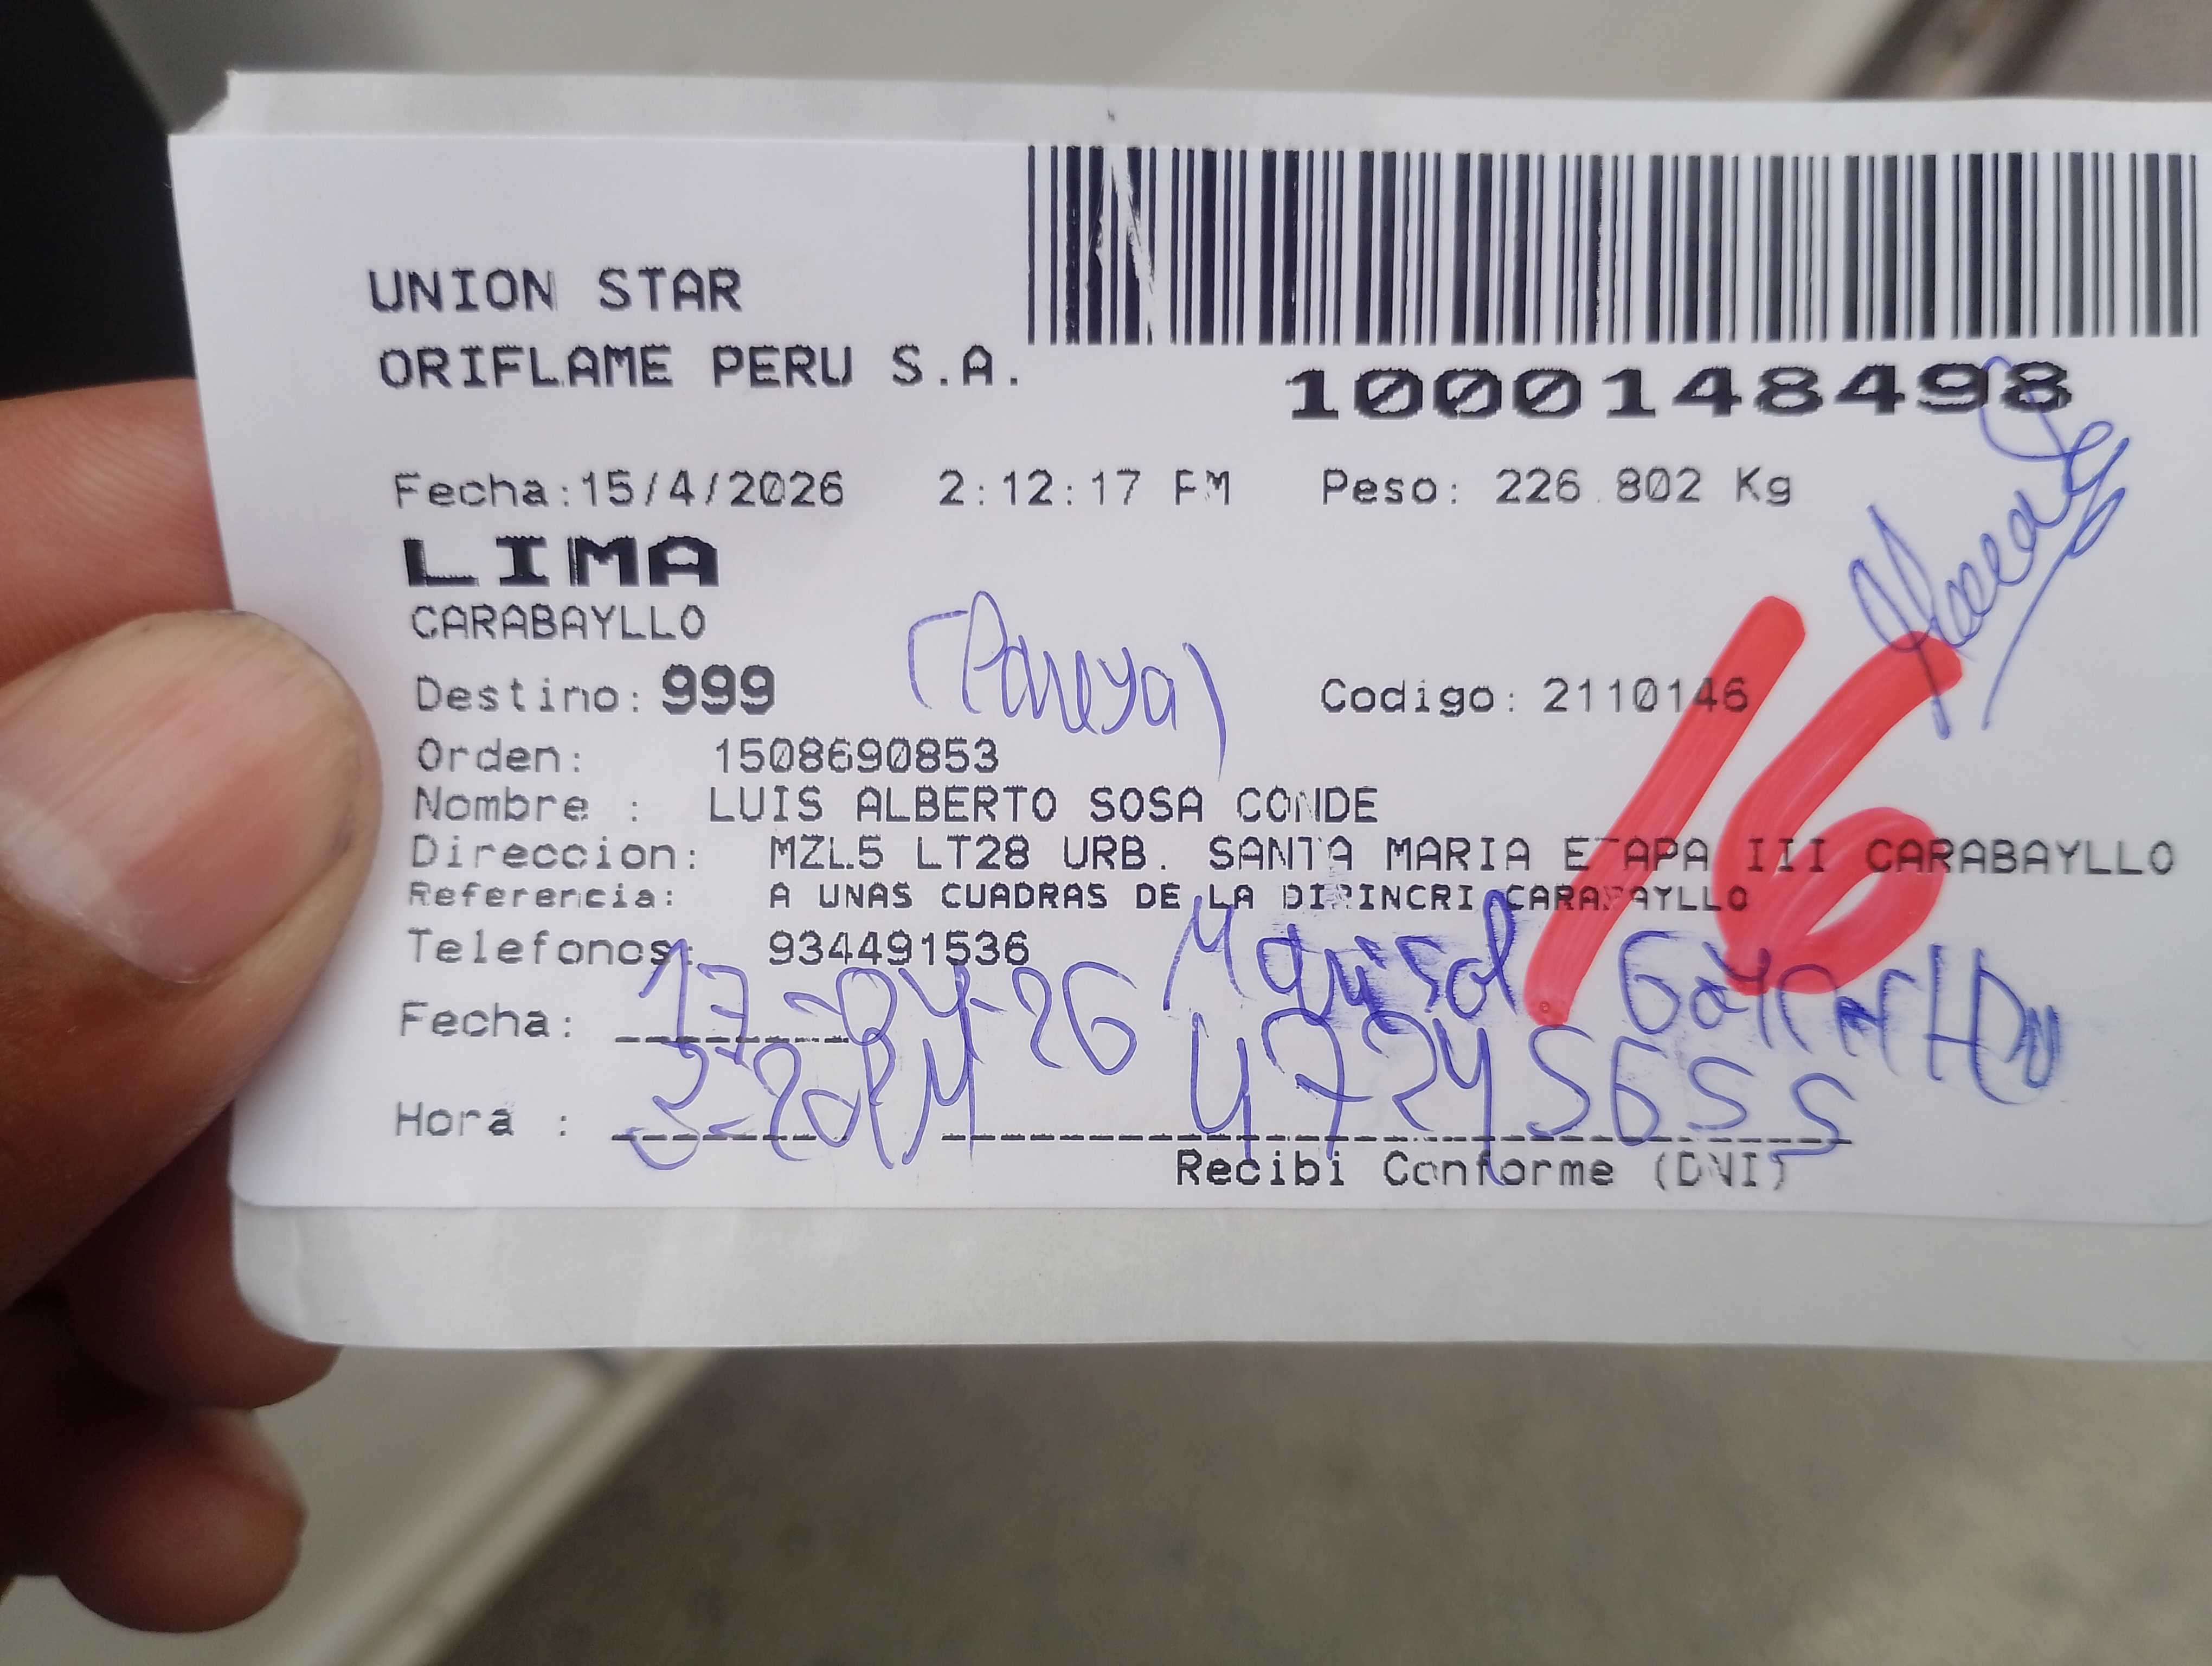 UNION STAR
ORIFLAME PERU S.A.
1000148498
Fecha:15/4/2026 2:12:17 PM Peso: 226.802 Kg
LIMA
CARABAYLLO
(Pareja)
Destino: 999 Codigo: 2110146
16
Orden: 1508690853
Nombre : LUIS ALBERTO SOSA CONDE
Direccion: MZL5 LT28 URB. SANTA MARIA ETAPA III CARABAYLLO
Referencia: A UNAS CUADRAS DE LA DIPINCRI CARABAYLLO
Telefonos: 934491536
Marisol
Fecha: 17-04-26
Hora : 3-20PM 47245655
Recibi Conforme (DNI)